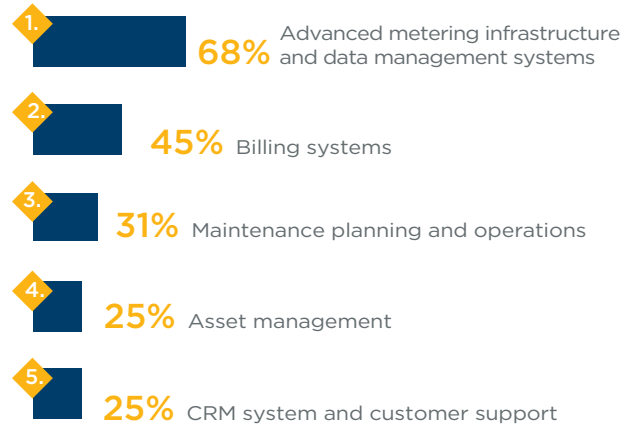 1.
68% Advanced metering infrastructure
and data management systems
2.
45% Billing systems
3.
31% Maintenance planning and operations
4.
25% Asset management
5.
25% CRM system and customer support